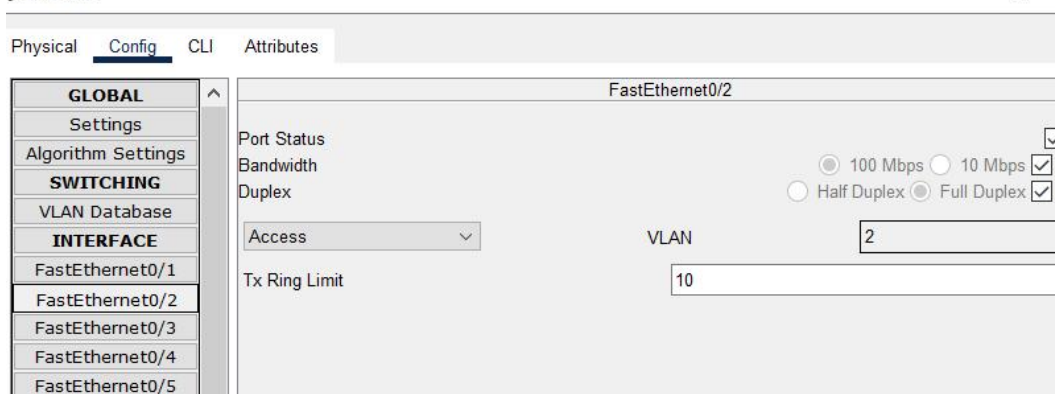 Physical Config CLI Attributes
GLOBAL
Settings
Algorithm Settings
SWITCHING
VLAN Database
INTERFACE
FastEthernet0/1
FastEthernet0/2
FastEthernet0/3
FastEthernet0/4
FastEthernet0/5
FastEthernet0/2
Port Status
Bandwidth 100 Mbps 10 Mbps
Duplex Half Duplex Full Duplex
Access VLAN 2
Tx Ring Limit 10